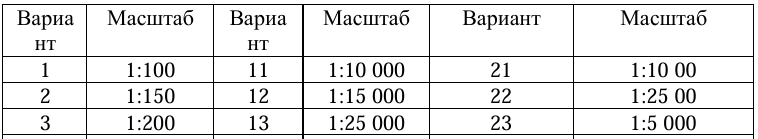 Вариа
нт Масштаб Вариа
нт Масштаб Вариант Масштаб
1 1:100 11 1:10 000 21 1:10 00
2 1:150 12 1:15 000 22 1:25 00
3 1:200 13 1:25 000 23 1:5 000